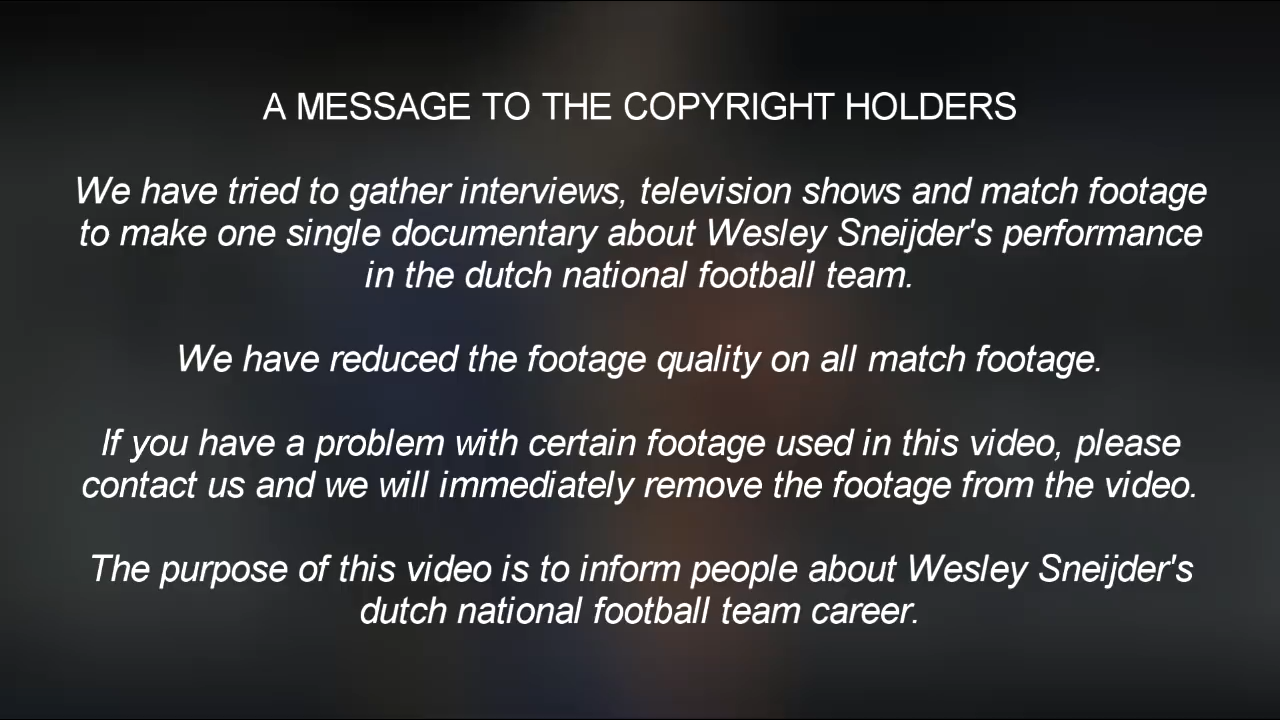 A MESSAGE TO THE COPYRIGHT HOLDERS
We have tried to gather interviews, television shows and match footage
to make one single documentary about Wesley Sneijder's performance
in the dutch national football team.
We have reduced the footage quality on all match footage.
If you have a problem with certain footage used in this video, please
contact us and we will immediately remove the footage from the video.
The purpose of this video is to inform people about Wesley Sneijder's
dutch national football team career.